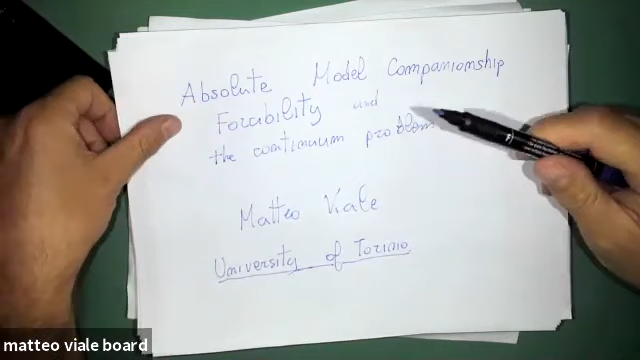 Absolute Model Companionship
Forcibility and
the continuum problem
Matteo Viale
University of Torino
matteo viale board